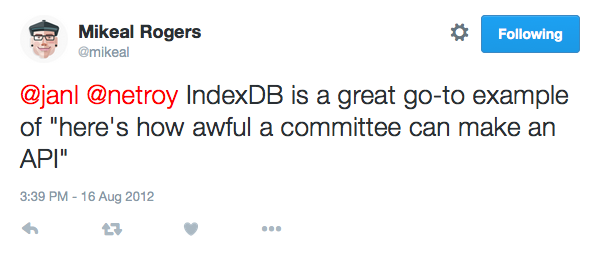 Mikeal Rogers
@mikeal
Following
@janl @netroy IndexDB is a great go-to example
of "here's how awful a committee can make an
API"
3:39 PM - 16 Aug 2012